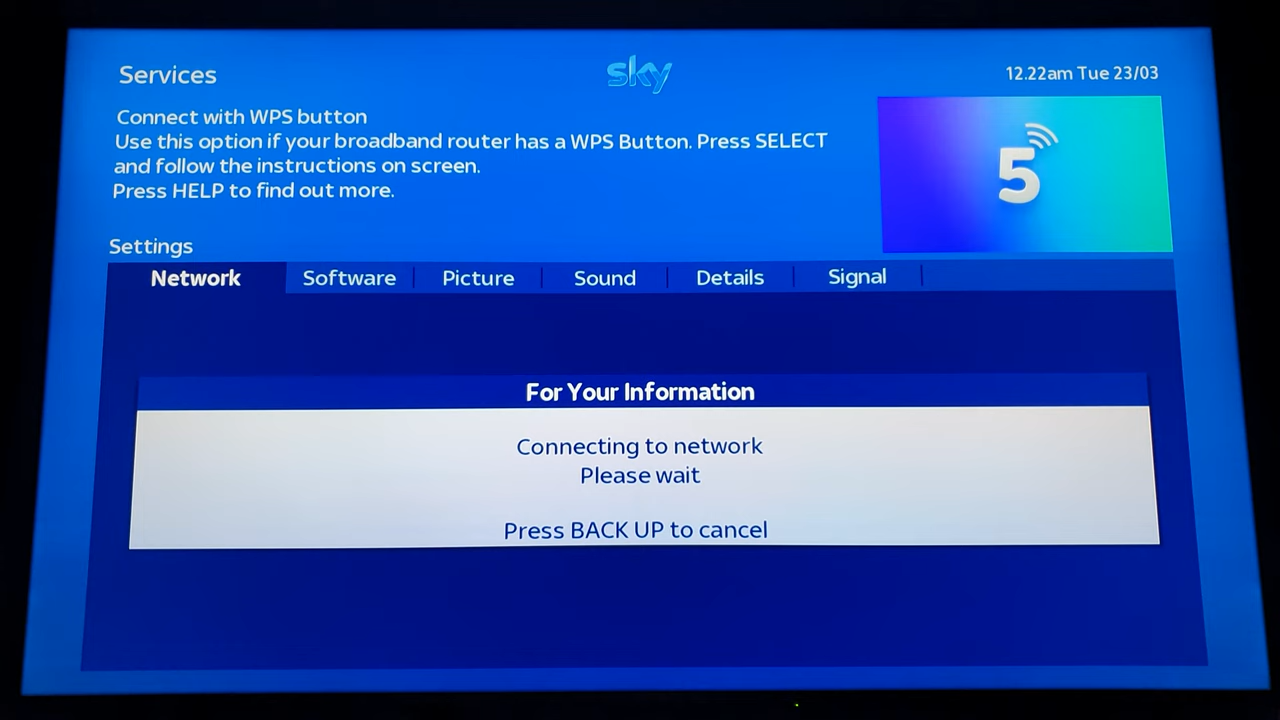 Services
sky
12.22am Tue 23/03
Connect with WPS button
Use this option if your broadband router has a WPS Button. Press SELECT
and follow the instructions on screen.
Press HELP to find out more.
5
Settings
Network Software Picture Sound Details Signal
For Your Information
Connecting to network
Please wait
Press BACK UP to cancel